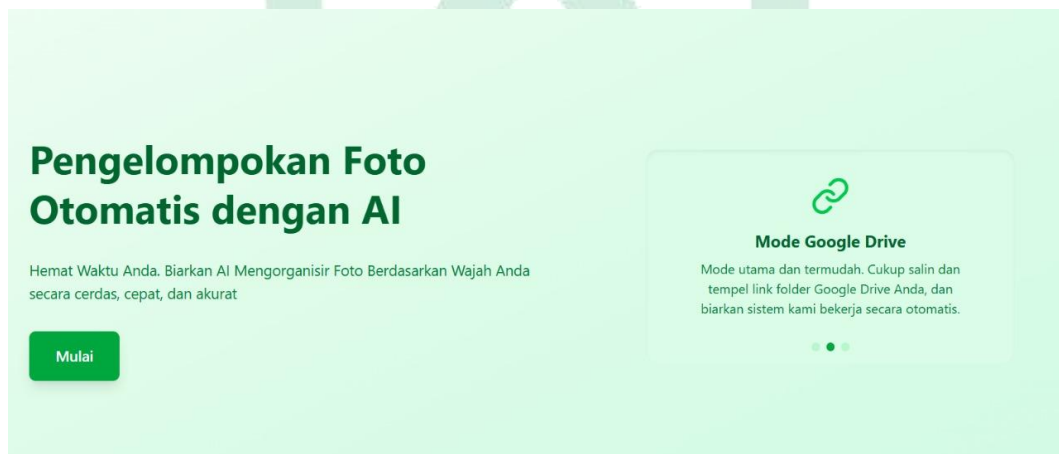 Pengelompokan Foto
Otomatis dengan AI
Hemat Waktu Anda. Biarkan AI Mengorganisir Foto Berdasarkan Wajah Anda
secara cerdas, cepat, dan akurat
Mulai
Mode Google Drive
Mode utama dan termudah. Cukup salin dan
tempel link folder Google Drive Anda, dan
biarkan sistem kami bekerja secara otomatis.